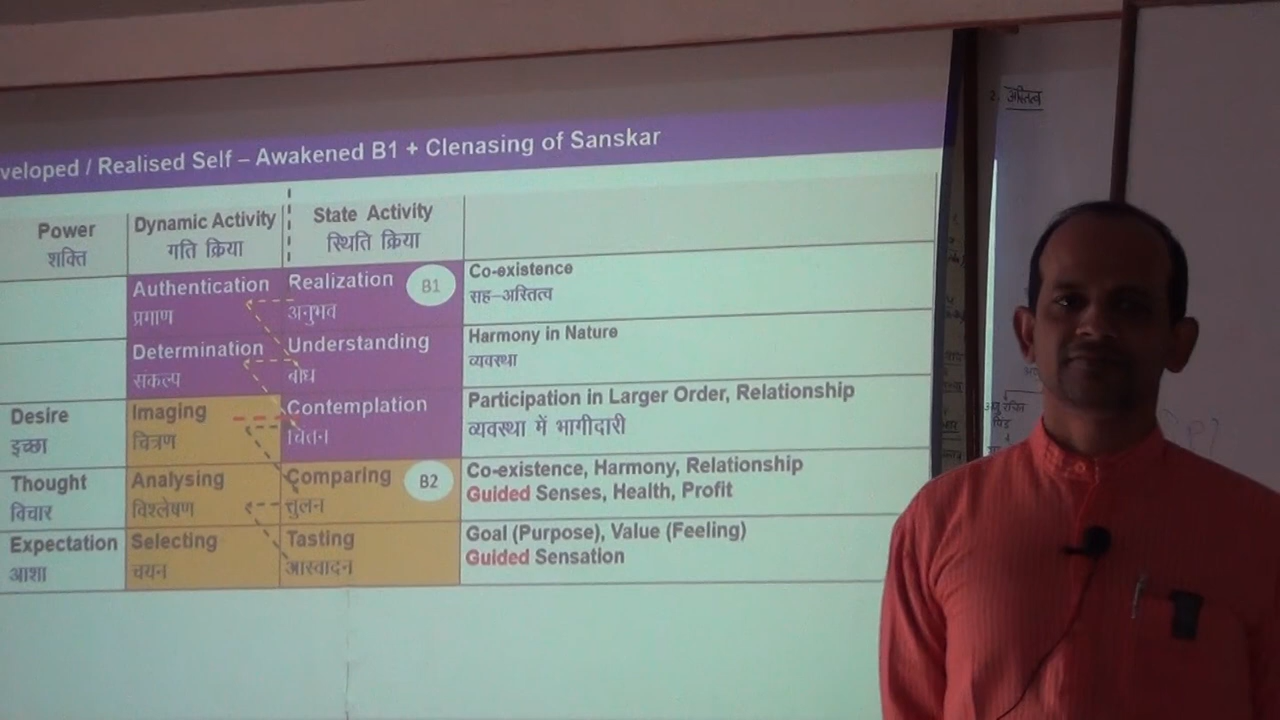 veloped / Realised Self – Awakened B1 + Clenasing of Sanskar
Power
शक्ति
Dynamic Activity
गति क्रिया
State Activity
स्थिति क्रिया
Authentication
प्रमाण
Realization
अनुभव
B1
Co-existence
सह-अस्तित्व
Determination
संकल्प
Understanding
बोध
Harmony in Nature
व्यवस्था
Desire
इच्छा
Imaging
चित्रण
Contemplation
चिंतन
Participation in Larger Order, Relationship
व्यवस्था में भागीदारी
Thought
विचार
Analysing
विश्लेषण
Comparing
तुलन
B2
Co-existence, Harmony, Relationship
Guided Senses, Health, Profit
Expectation
आशा
Selecting
चयन
Tasting
आस्वादन
Goal (Purpose), Value (Feeling)
Guided Sensation
2. अस्तित्व